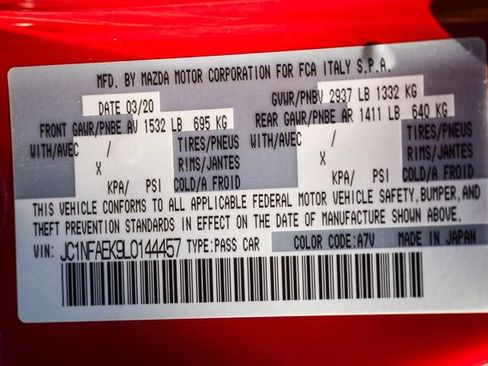 MFD. BY MAZDA MOTOR CORPORATION FOR FCA ITALY S.P.A.
DATE 03/20 GVWR/PNBV 2937 LB 1332 KG
FRONT GAWR/PNBE AV 1532 LB 695 KG REAR GAWR/PNBE AR 1411 LB 640 KG
WITH/AVEC / TIRES/PNEUS WITH/AVEC / TIRES/PNEUS
X RIMS/JANTES X RIMS/JANTES
KPA/ PSI COLD/A FROID KPA/ PSI COLD/A FROID
THIS VEHICLE CONFORMS TO ALL APPLICABLE FEDERAL MOTOR VEHICLE SAFETY, BUMPER, AND
THEFT PREVENTION STANDARDS IN EFFECT ON THE DATE OF MANUFACTURE SHOWN ABOVE.
VIN: JC1NFAEK9L0144457 TYPE:PASS CAR COLOR CODE:A7V MADE IN JAPAN